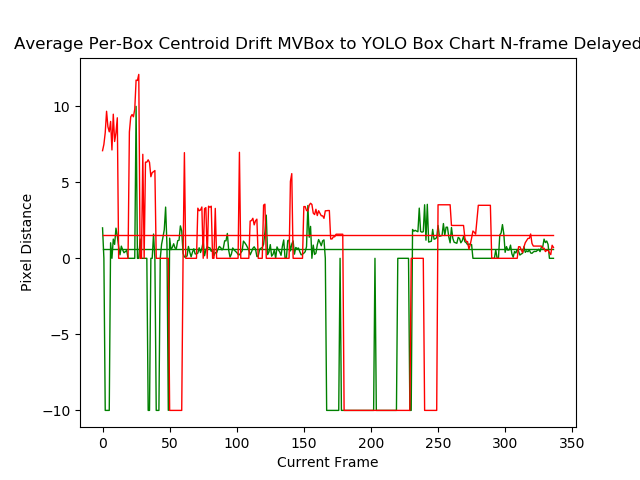 Average Per-Box Centroid Drift MVBox to YOLO Box Chart N-frame Delayed
10
5
0
−5
−10
Pixel Distance
0 50 100 150 200 250 300 350
Current Frame